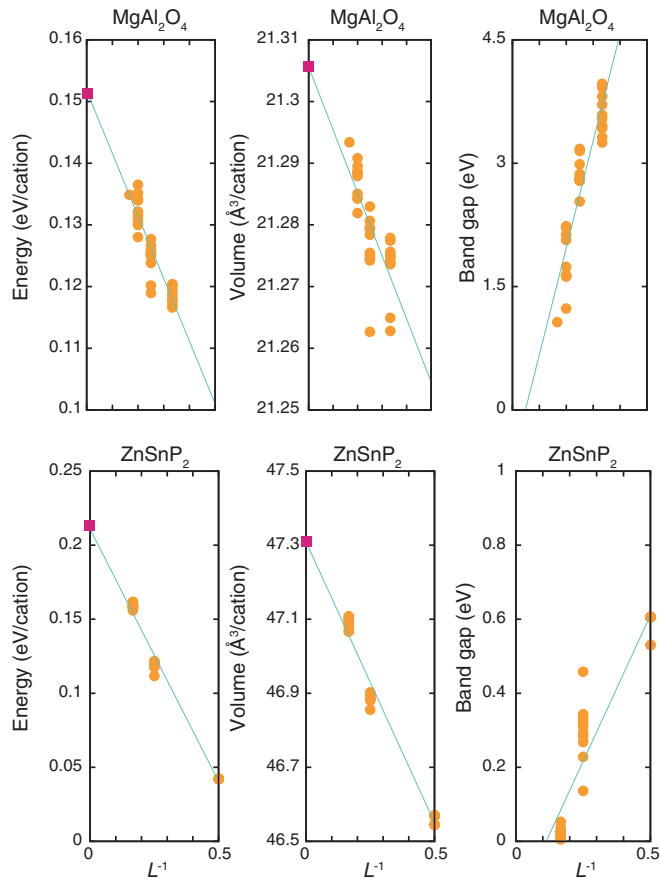 MgAl₂O₄
0.16
0.15
0.14
0.13
0.12
0.11
0.1
Energy (eV/cation)
MgAl₂O₄
21.31
21.3
21.29
21.28
21.27
21.26
21.25
Volume (Å³/cation)
MgAl₂O₄
4.5
3
1.5
0
Band gap (eV)
ZnSnP₂
0.25
0.2
0.15
0.1
0.05
0
Energy (eV/cation)
0
0.5
L⁻¹
ZnSnP₂
47.5
47.3
47.1
46.9
46.7
46.5
Volume (Å³/cation)
0
0.5
L⁻¹
ZnSnP₂
1
0.8
0.6
0.4
0.2
0
Band gap (eV)
0
0.5
L⁻¹